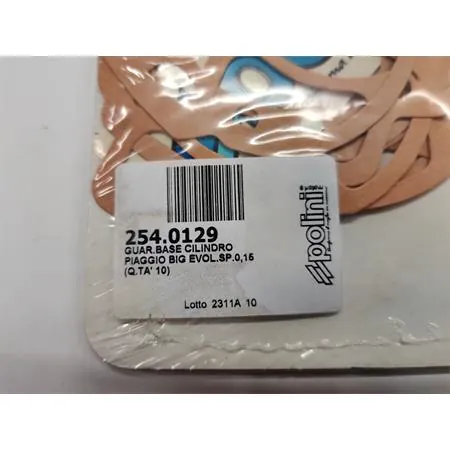 254.0129
GUAR.BASE CILINDRO
PIAGGIO BIG EVOL.SP.0,15
(Q.TA' 10)
Lotto 2311A 10
polini